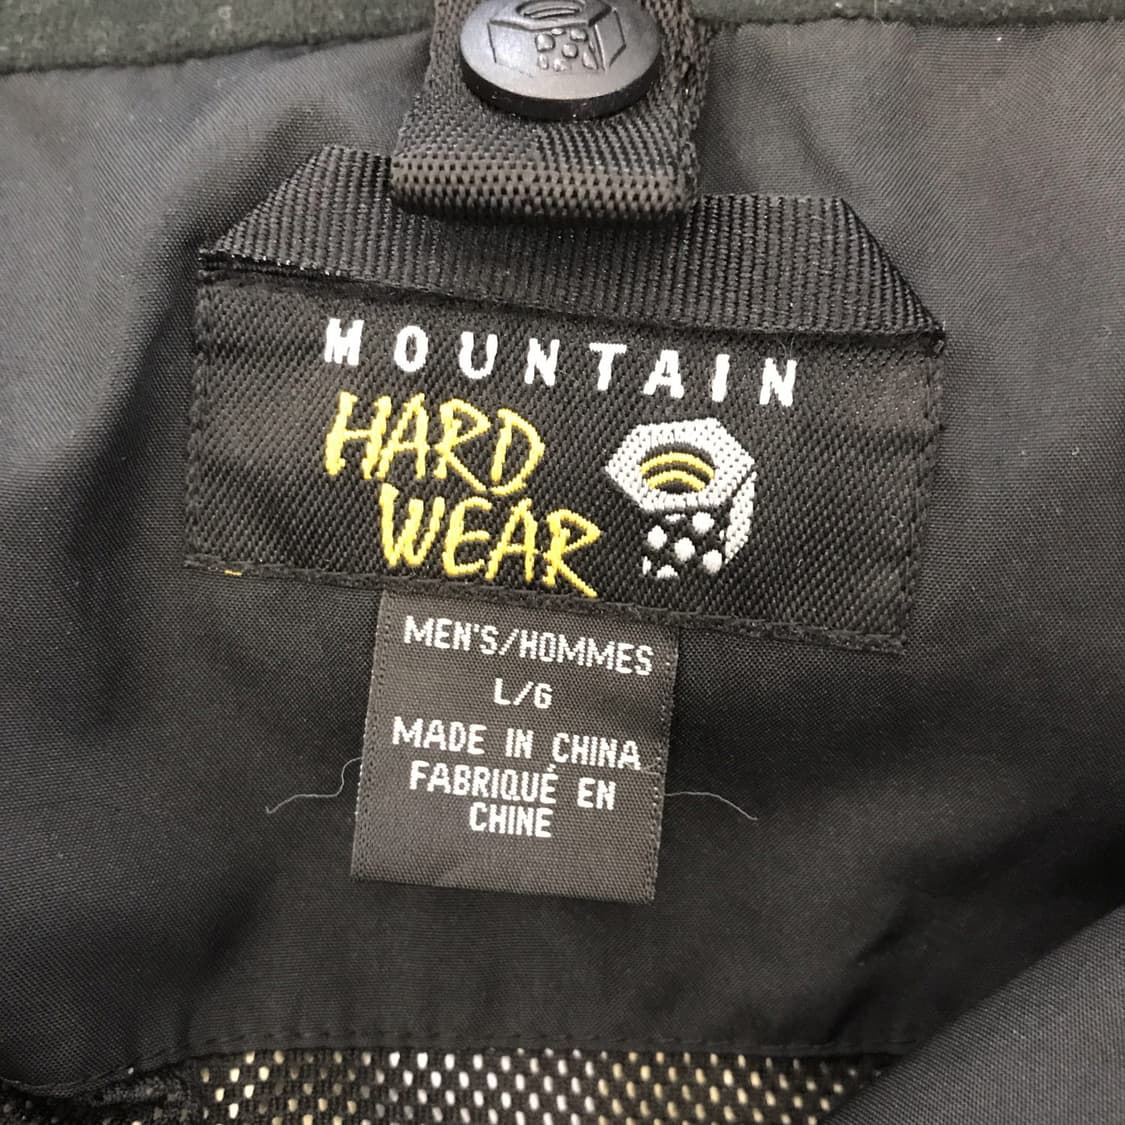 MOUNTAIN
HARD
WEAR
MEN'S/HOMMES
L/G
MADE IN CHINA
FABRIQUÉ EN
CHINE